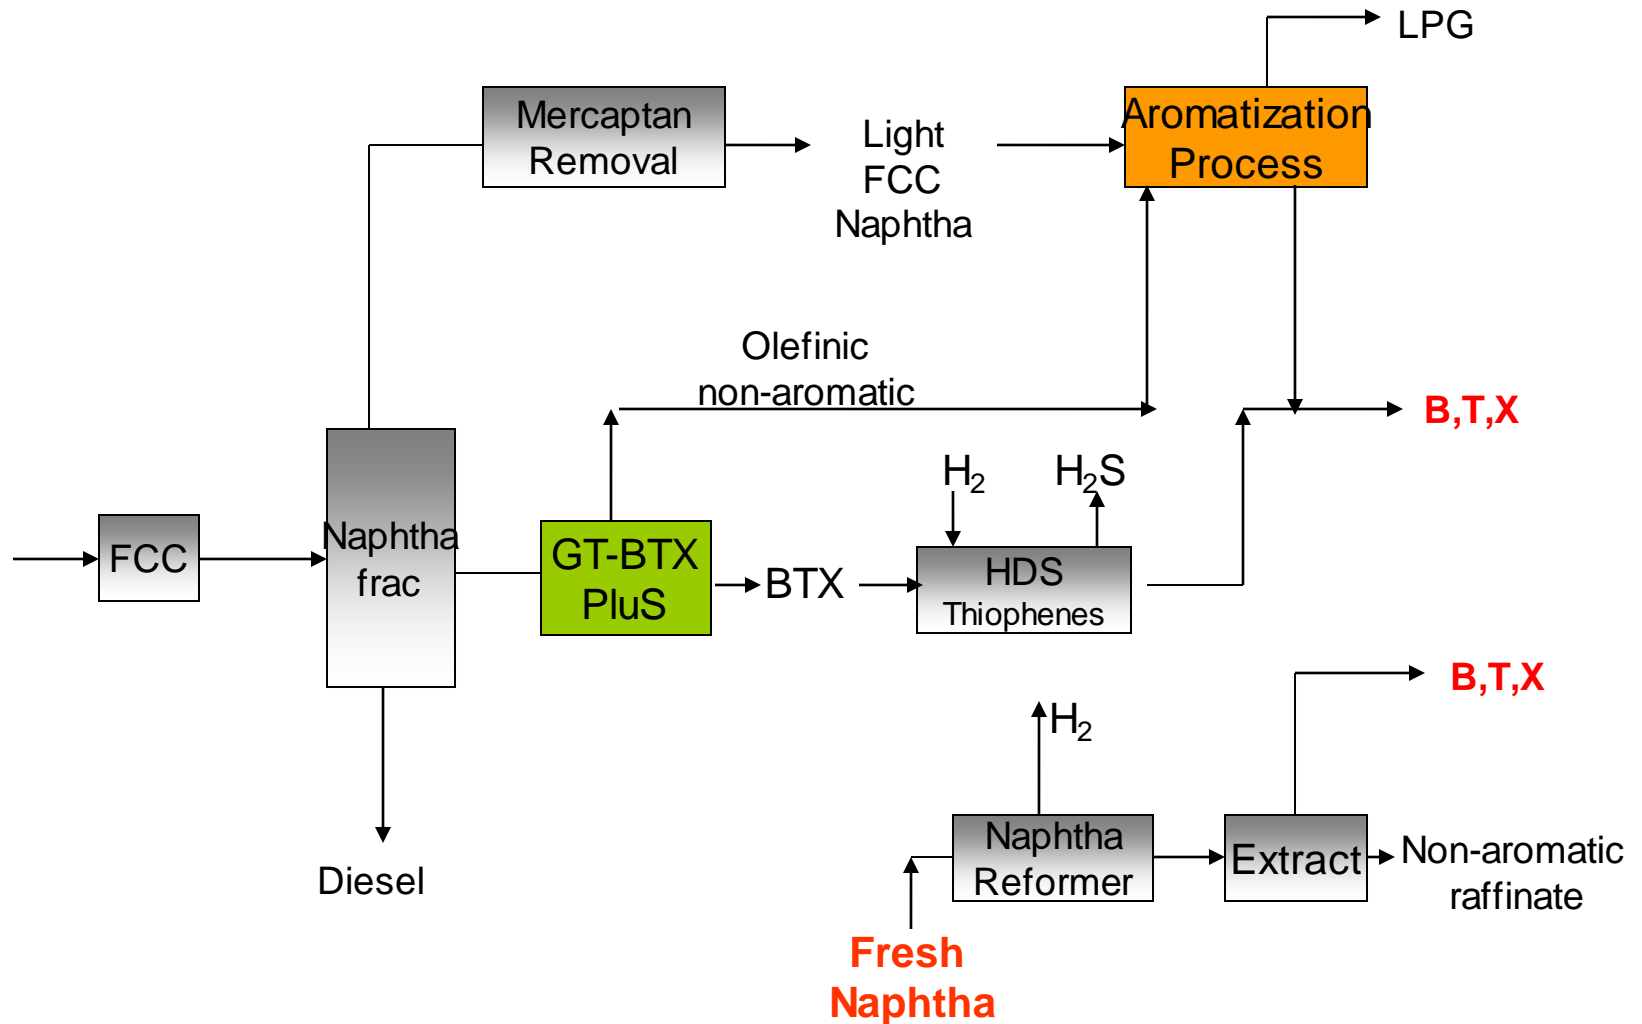 LPG
Mercaptan
Removal
Light
FCC
Naphtha
Aromatization
Process
Olefinic
non-aromatic
B,T,X
H₂
H₂S
FCC
Naphtha
frac
GT-BTX
PluS
BTX
HDS
Thiophenes
B,T,X
H₂
Naphtha
Reformer
Extract
Non-aromatic
raffinate
Diesel
Fresh
Naphtha